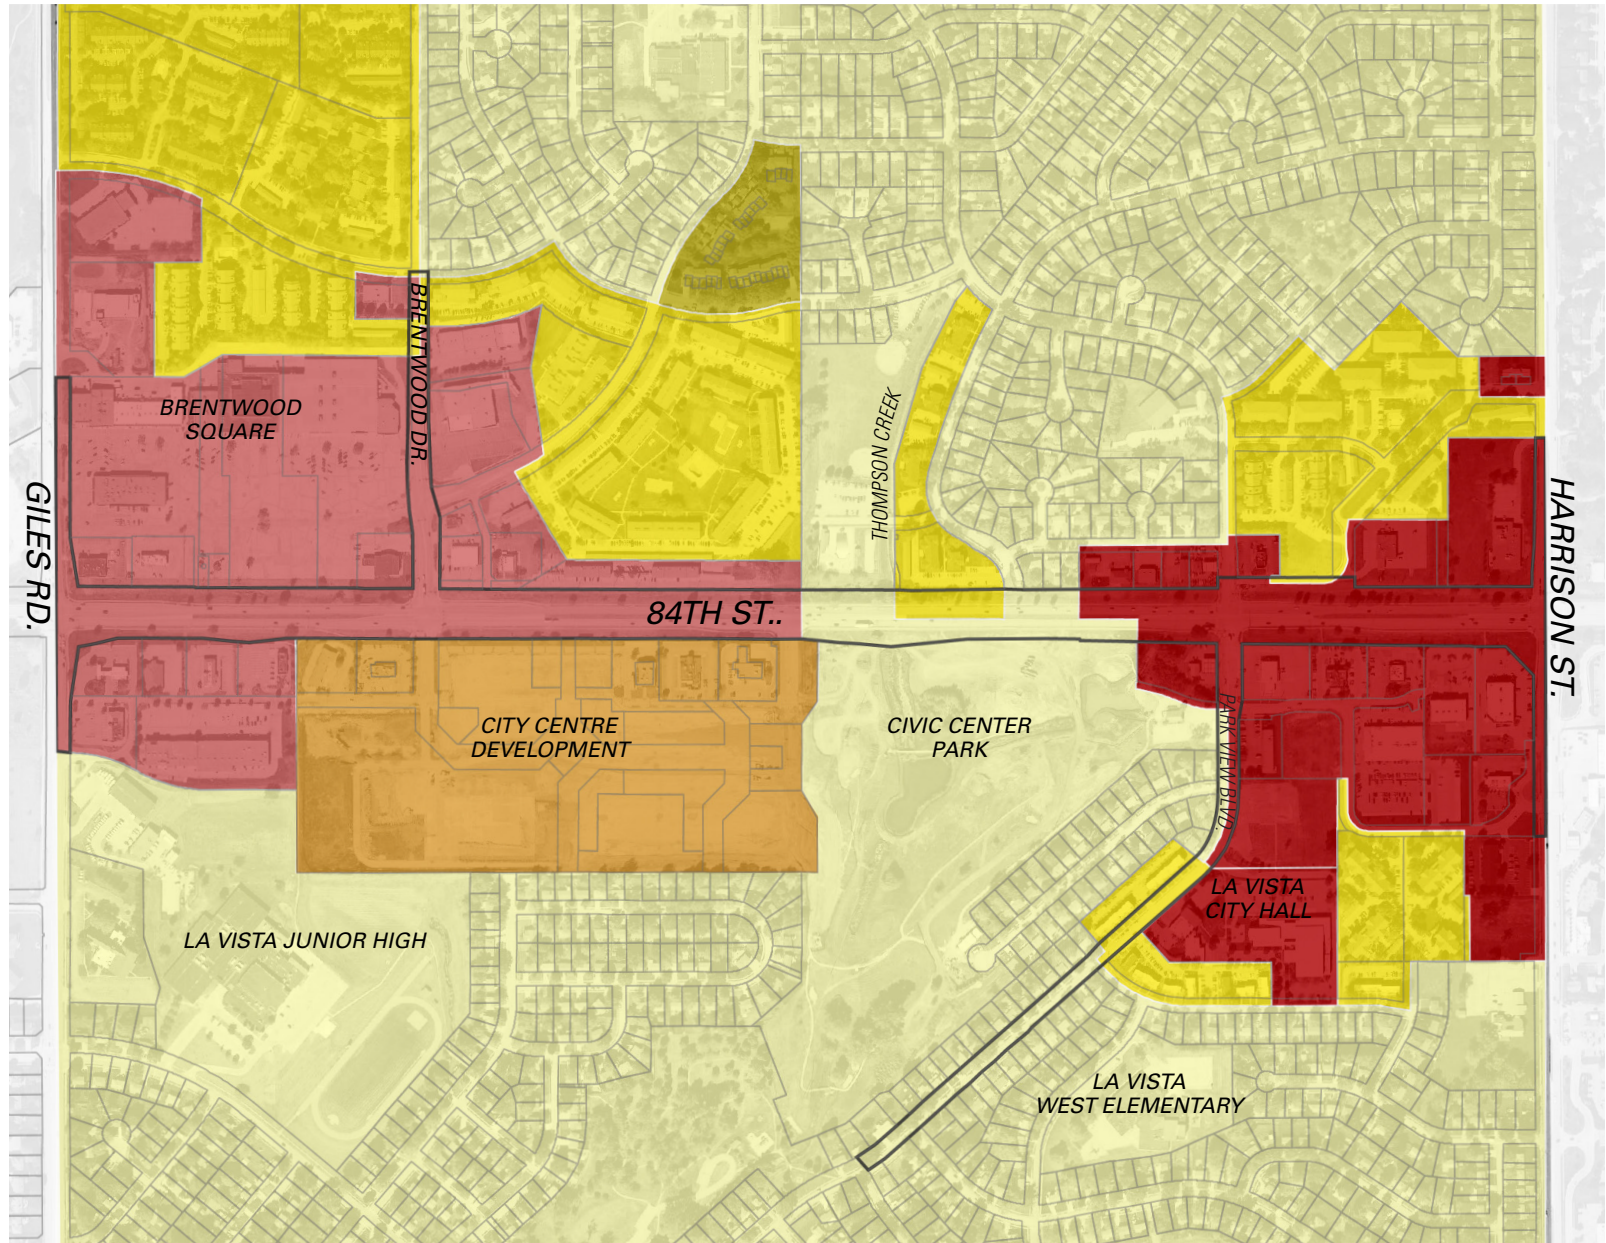 BRENTWOOD DR.
BRENTWOOD
SQUARE
THOMPSON CREEK
GILES RD.
HARRISON ST.
84TH ST..
PARK VIEW BLVD.
CITY CENTRE
DEVELOPMENT
CIVIC CENTER
PARK
LA VISTA
CITY HALL
LA VISTA JUNIOR HIGH
LA VISTA
WEST ELEMENTARY